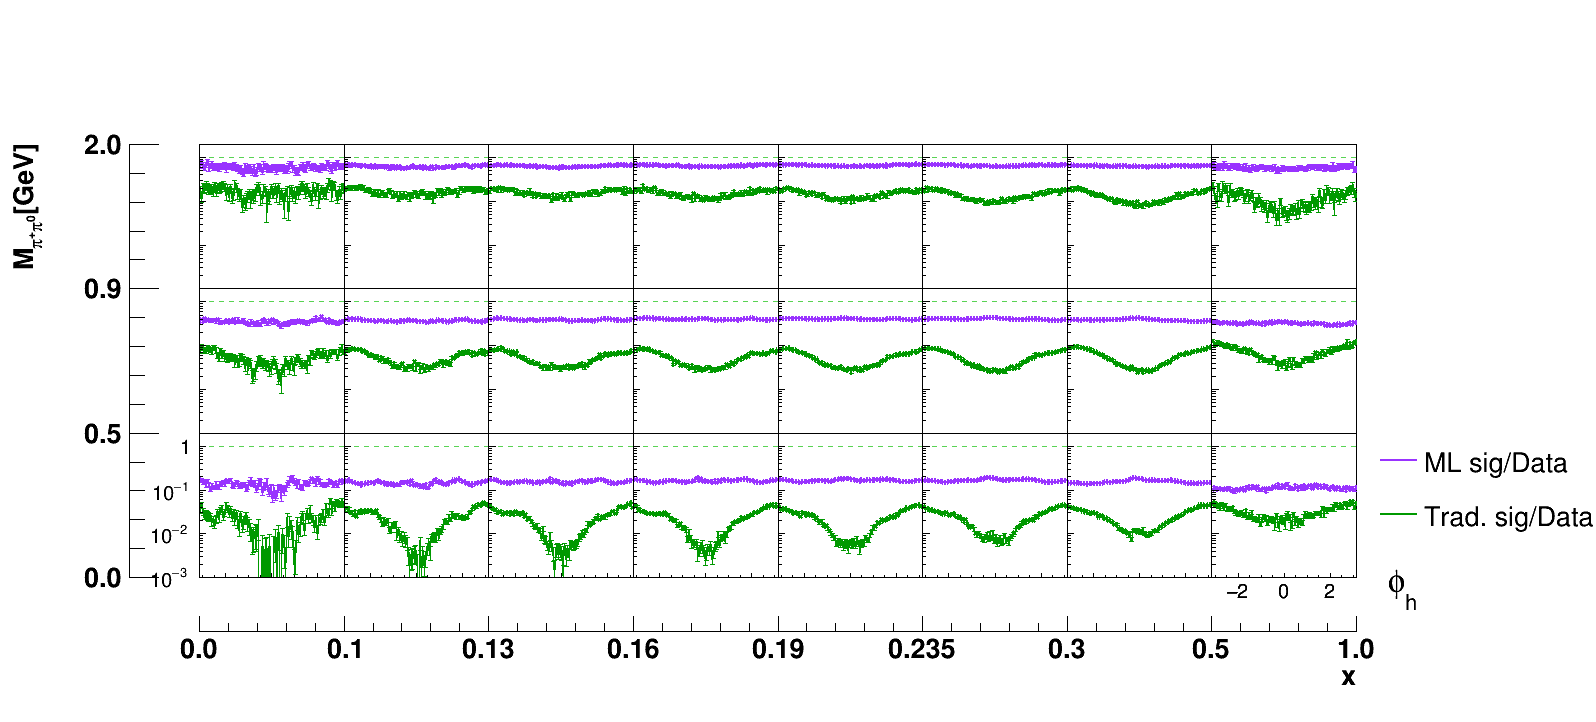 M_{π⁺π⁰} [GeV]
2.0
0.9
0.5
0.0
1
10⁻¹
10⁻²
10⁻³
ML sig/Data
Trad. sig/Data
−2 0 2
ϕ_h
0.0 0.1 0.13 0.16 0.19 0.235 0.3 0.5 1.0
x